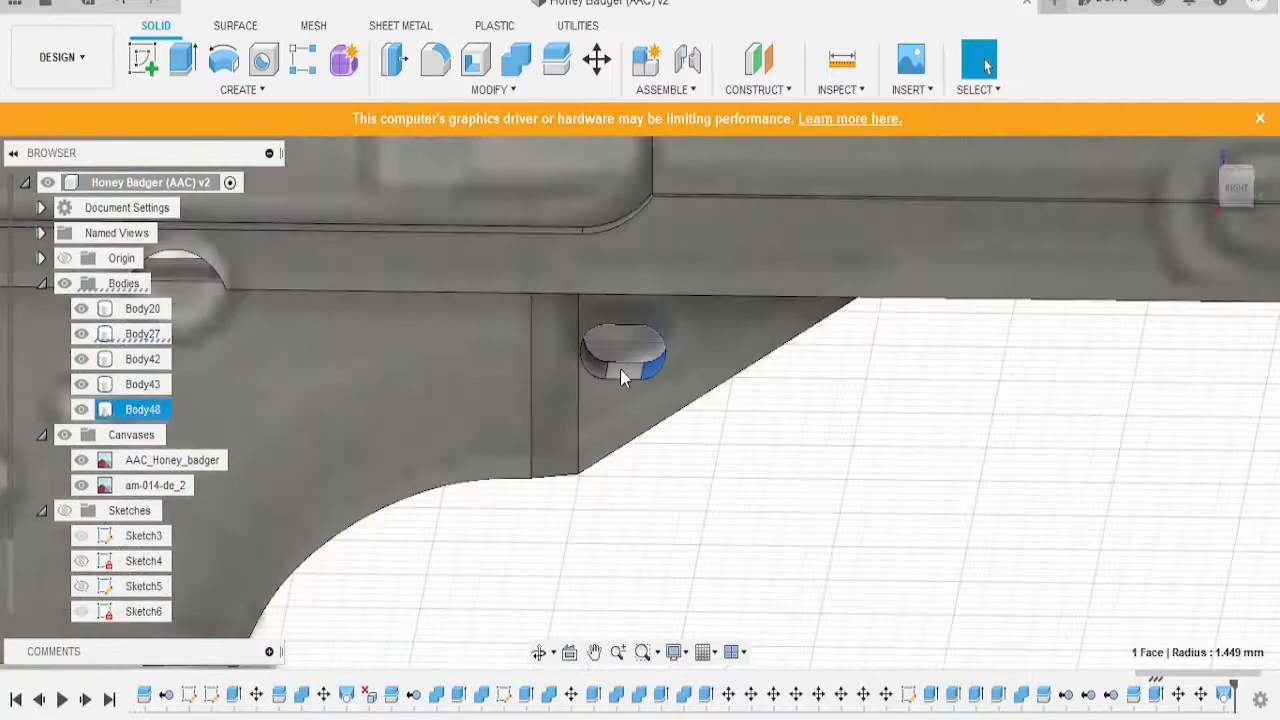 Honey Badger (AAC) v2
SOLID SURFACE MESH SHEET METAL PLASTIC UTILITIES
DESIGN
CREATE MODIFY ASSEMBLE CONSTRUCT INSPECT INSERT SELECT
This computer's graphics driver or hardware may be limiting performance. Learn more here.
BROWSER
Honey Badger (AAC) v2
Document Settings
Named Views
Origin
Bodies
Body20
Body27
Body42
Body43
Body48
Canvases
AAC_Honey_badger
am-014-de_2
Sketches
Sketch3
Sketch4
Sketch5
Sketch6
RIGHT
COMMENTS
1 Face | Radius : 1.449 mm